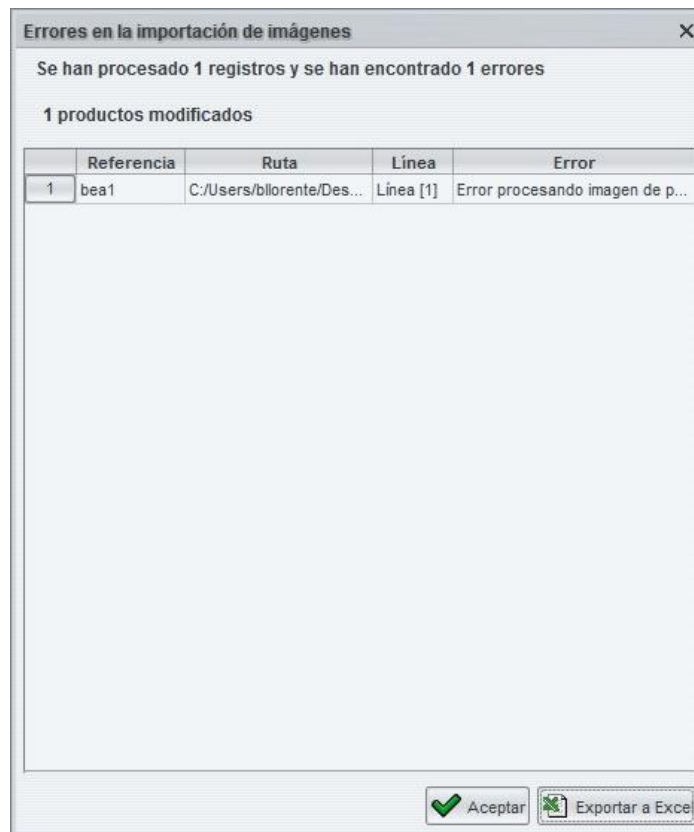 Errores en la importación de imágenes
Se han procesado 1 registros y se han encontrado 1 errores
1 productos modificados
Referencia Ruta Línea Error
1 bea1 C:/Users/bllorente/Des... Línea [1] Error procesando imagen de p...
Aceptar Exportar a Excel